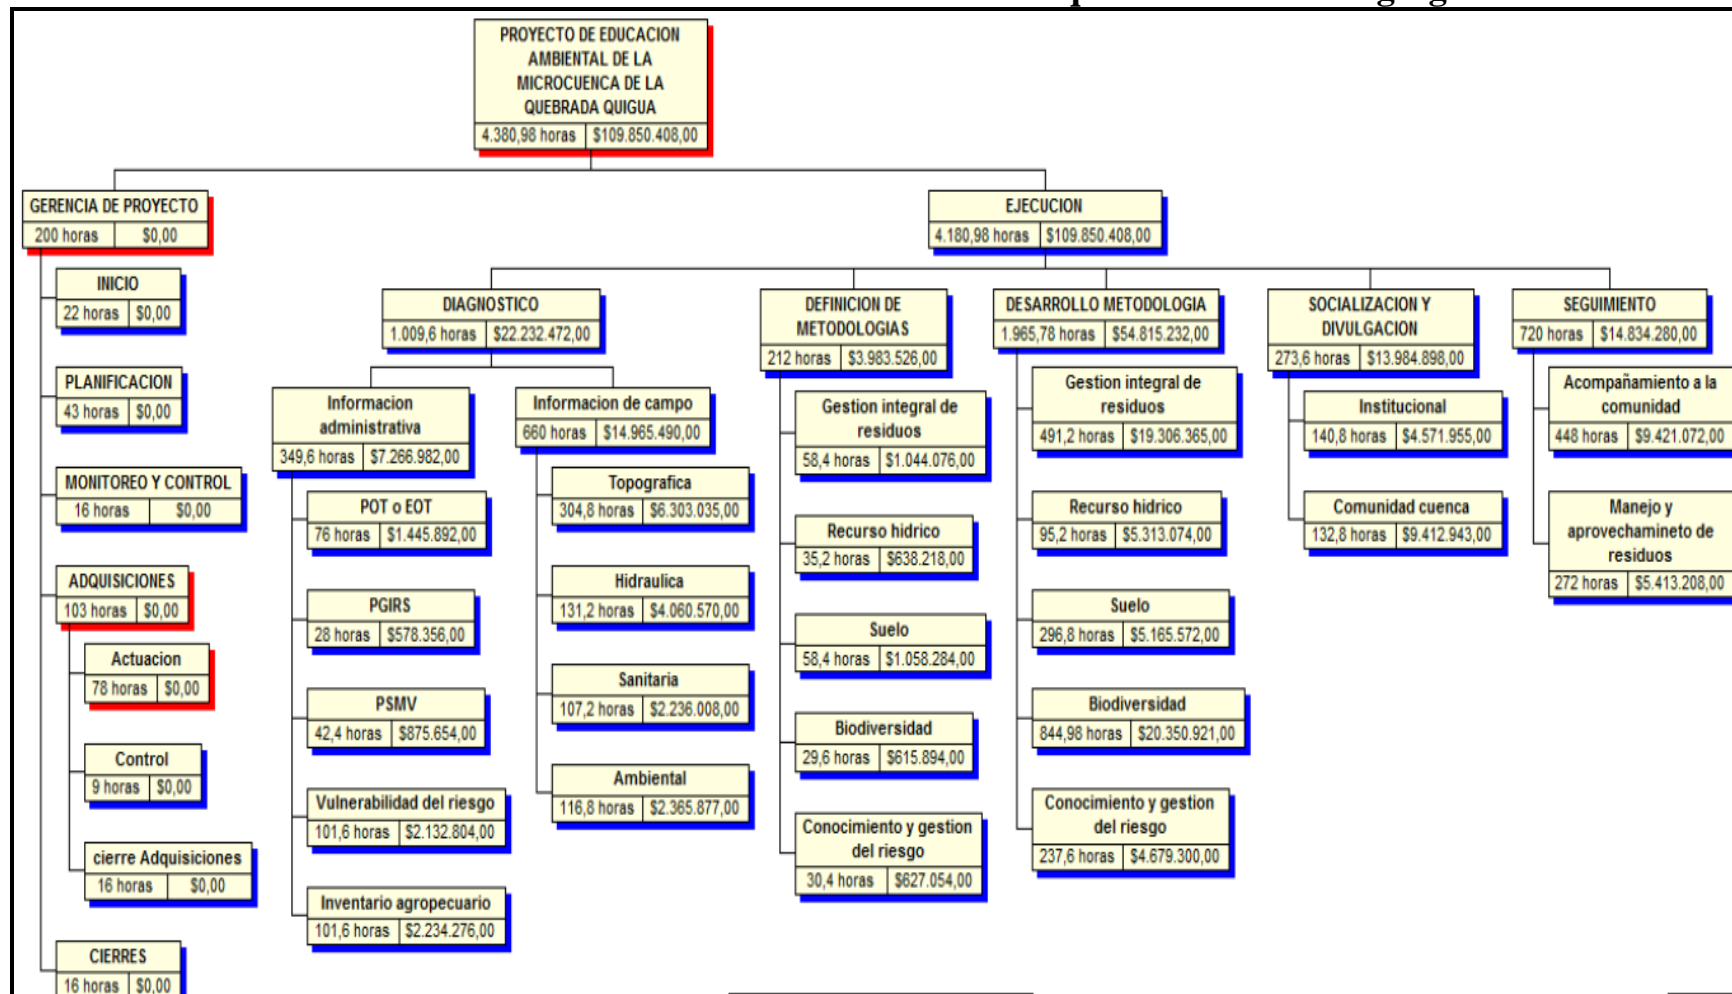 PROYECTO DE EDUCACION
AMBIENTAL DE LA
MICROCUENCA DE LA
QUEBRADA QUIGUA
4.380,98 horas $109.850.408,00
GERENCIA DE PROYECTO
200 horas $0,00
INICIO
22 horas $0,00
PLANIFICACION
43 horas $0,00
MONITOREO Y CONTROL
16 horas $0,00
ADQUISICIONES
103 horas $0,00
Actuacion
78 horas $0,00
Control
9 horas $0,00
cierre Adquisiciones
16 horas $0,00
CIERRES
16 horas $0,00
EJECUCION
4.180,98 horas $109.850.408,00
DIAGNOSTICO
1.009,6 horas $22.232.472,00
Informacion
administrativa
349,6 horas $7.266.982,00
POT o EOT
76 horas $1.445.892,00
PGIRS
28 horas $578.356,00
PSMV
42,4 horas $875.654,00
Vulnerabilidad del riesgo
101,6 horas $2.132.804,00
Inventario agropecuario
101,6 horas $2.234.276,00
Informacion de campo
660 horas $14.965.490,00
Topografica
304,8 horas $6.303.035,00
Hidraulica
131,2 horas $4.060.570,00
Sanitaria
107,2 horas $2.236.008,00
Ambiental
116,8 horas $2.365.877,00
DEFINICION DE
METODOLOGIAS
212 horas $3.983.526,00
Gestion integral de
residuos
58,4 horas $1.044.076,00
Recurso hidrico
35,2 horas $638.218,00
Suelo
58,4 horas $1.058.284,00
Biodiversidad
29,6 horas $615.894,00
Conocimiento y gestion
del riesgo
30,4 horas $627.054,00
DESARROLLO METODOLOGIA
1.965,78 horas $54.815.232,00
Gestion integral de
residuos
491,2 horas $19.306.365,00
Recurso hidrico
95,2 horas $5.313.074,00
Suelo
296,8 horas $5.165.572,00
Biodiversidad
844,98 horas $20.350.921,00
Conocimiento y gestion
del riesgo
237,6 horas $4.679.300,00
SOCIALIZACION Y
DIVULGACION
273,6 horas $13.984.898,00
Institucional
140,8 horas $4.571.955,00
Comunidad cuenca
132,8 horas $9.412.943,00
SEGUIMIENTO
720 horas $14.834.280,00
Acompañamiento a la
comunidad
448 horas $9.421.072,00
Manejo y
aprovechamineto de
residuos
272 horas $5.413.208,00